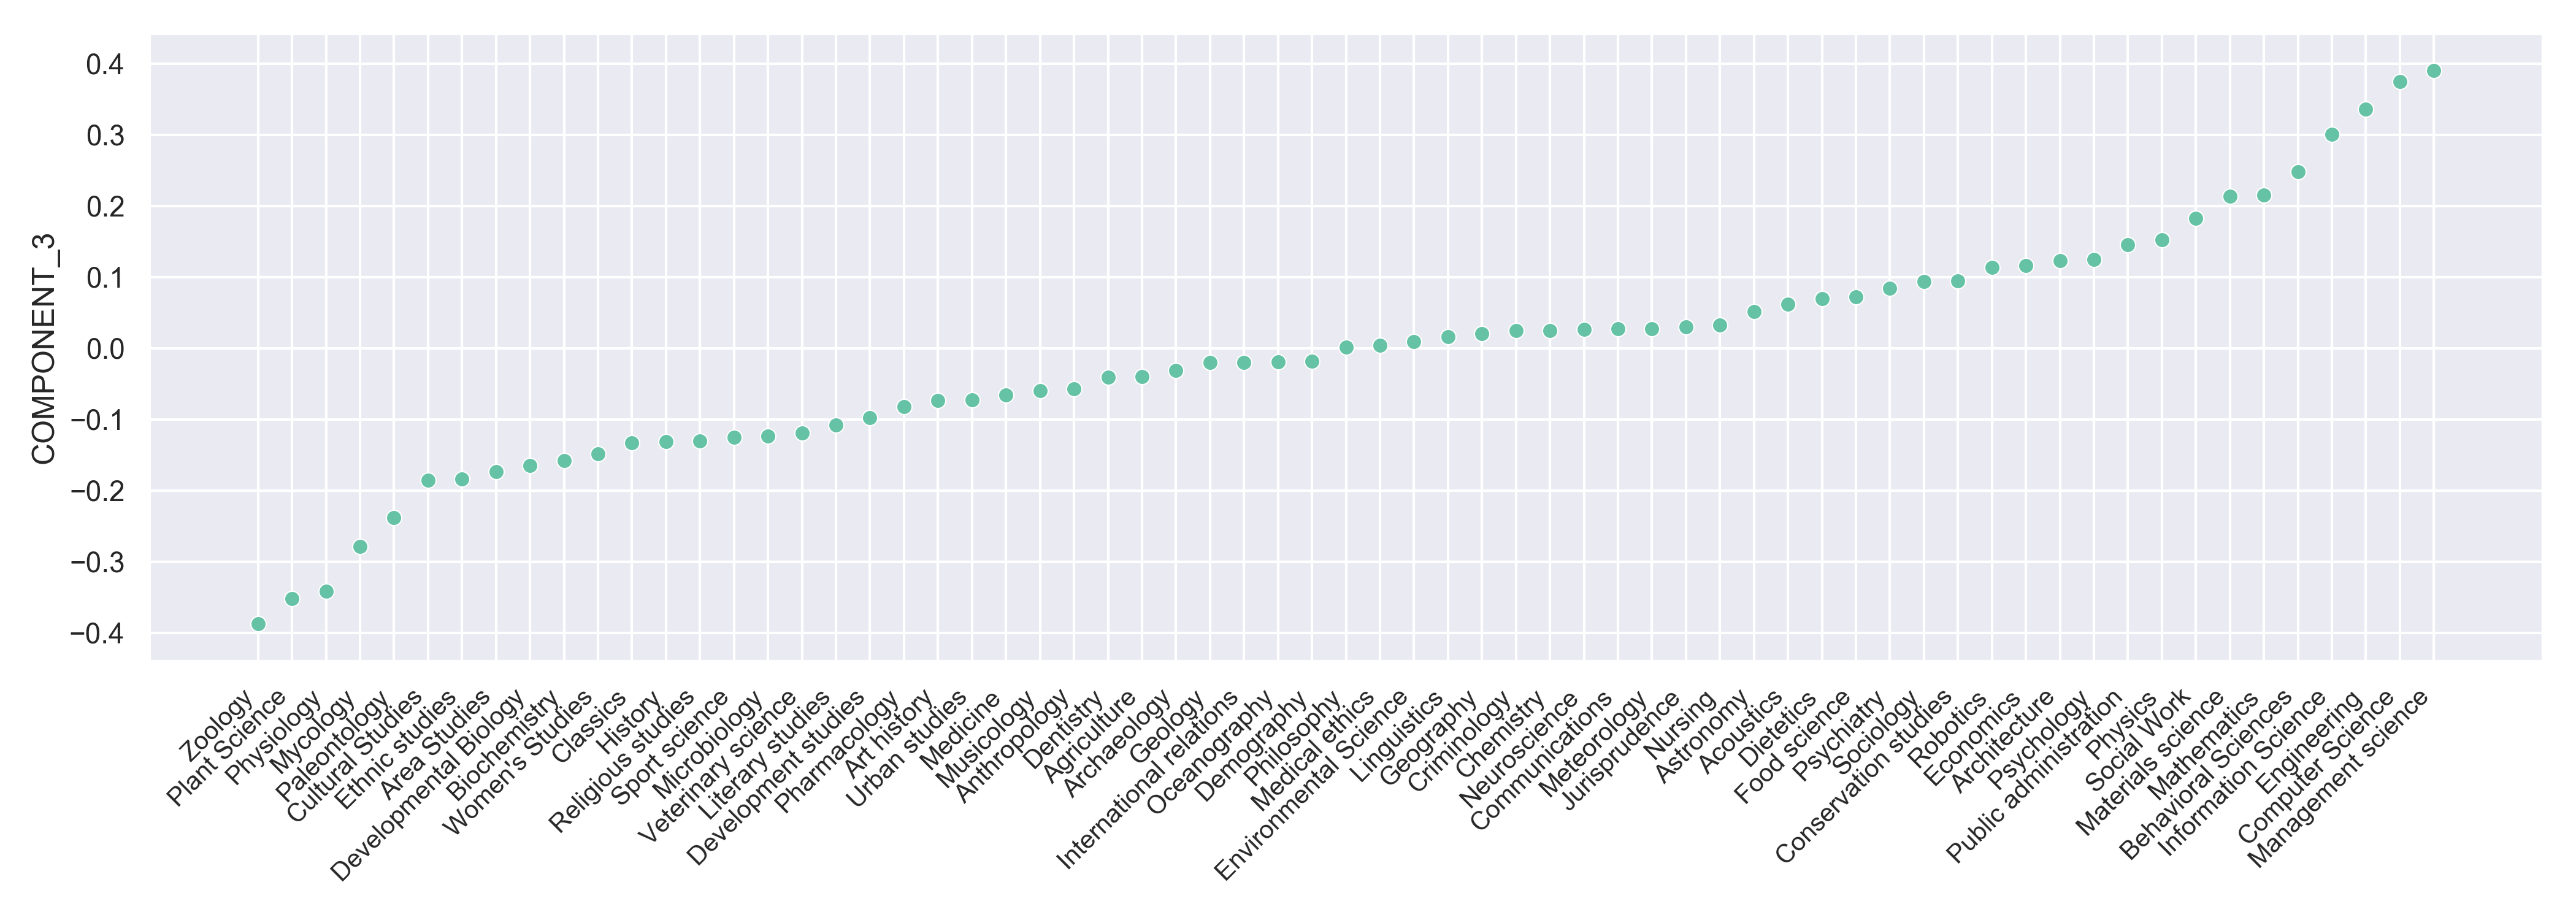 COMPONENT_3
0.4
0.3
0.2
0.1
0.0
−0.1
−0.2
−0.3
−0.4
Zoology
Plant Science
Physiology
Mycology
Paleontology
Cultural Studies
Ethnic studies
Area Studies
Developmental Biology
Biochemistry
Women's Studies
Classics
History
Religious studies
Sport science
Microbiology
Veterinary science
Literary studies
Development studies
Pharmacology
Art history
Urban studies
Medicine
Musicology
Anthropology
Dentistry
Agriculture
Archaeology
Geology
International relations
Oceanography
Demography
Philosophy
Medical ethics
Environmental Science
Linguistics
Geography
Criminology
Chemistry
Neuroscience
Communications
Meteorology
Jurisprudence
Nursing
Astronomy
Acoustics
Dietetics
Food science
Psychiatry
Sociology
Conservation studies
Robotics
Economics
Architecture
Psychology
Public administration
Physics
Social Work
Materials science
Mathematics
Behavioral Sciences
Information Science
Engineering
Computer Science
Management science